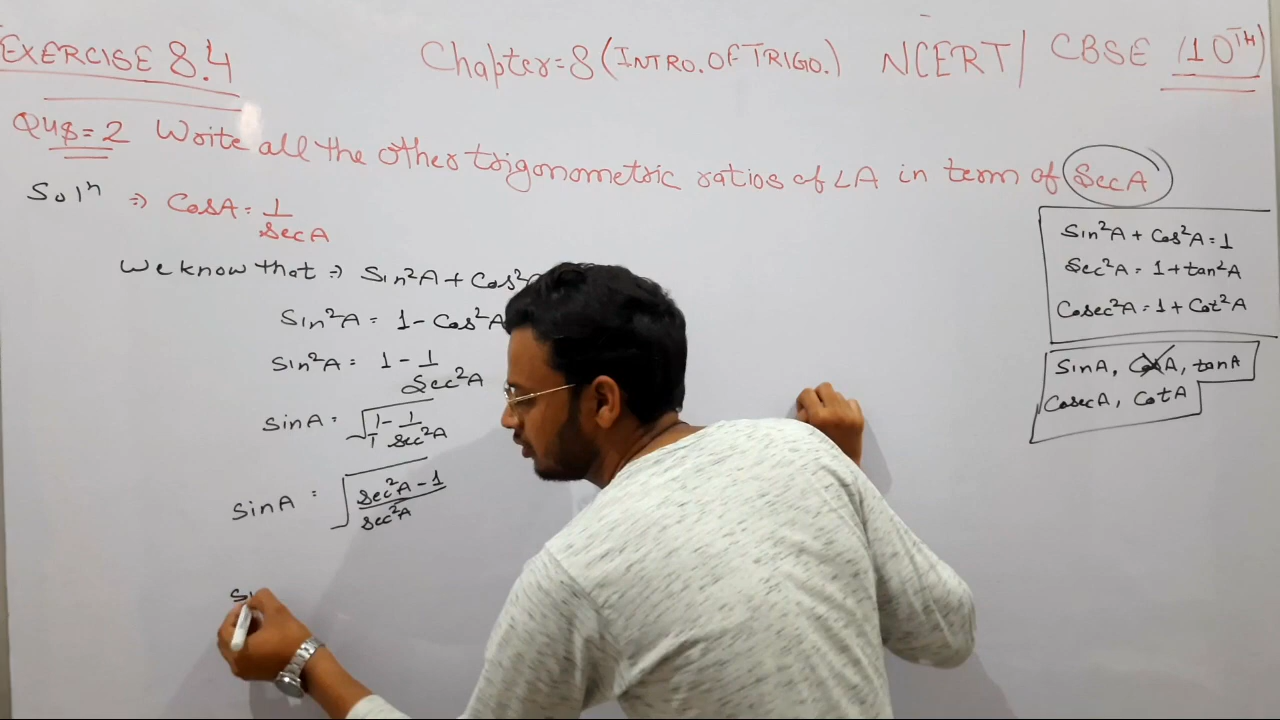 EXERCISE 8.4
Chapter=8 (INTRO. OF TRIGO.) NCERT/ CBSE (10TH)
QUS=2 Write all the other trigonometric ratios of ∠A in term of SecA
Solⁿ ⇒ CosA = 1/SecA
We know that ⇒ Sin²A + Cos²
Sin²A = 1 - Cos²A
Sin²A = 1 - 1/Sec²A
SinA = √(1/1 - 1/Sec²A)
SinA = √((Sec²A - 1)/Sec²A)
Si
Sin²A + Cos²A = 1
Sec²A = 1 + tan²A
Cosec²A = 1 + Cot²A
SinA, CosA, tanA
CosecA, CotA